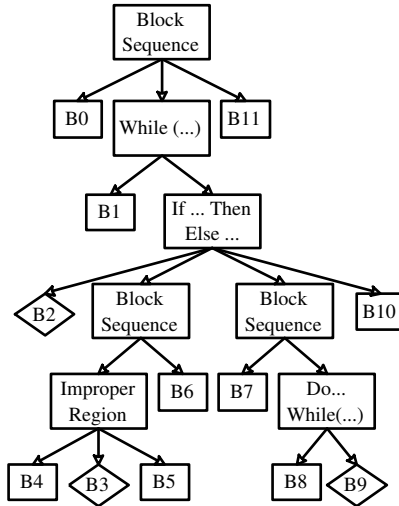 Block
Sequence
B0
While (...)
B11
B1
If ... Then
Else ...
B2
Block
Sequence
Block
Sequence
B10
Improper
Region
B6
B7
Do...
While(...)
B4
B3
B5
B8
B9